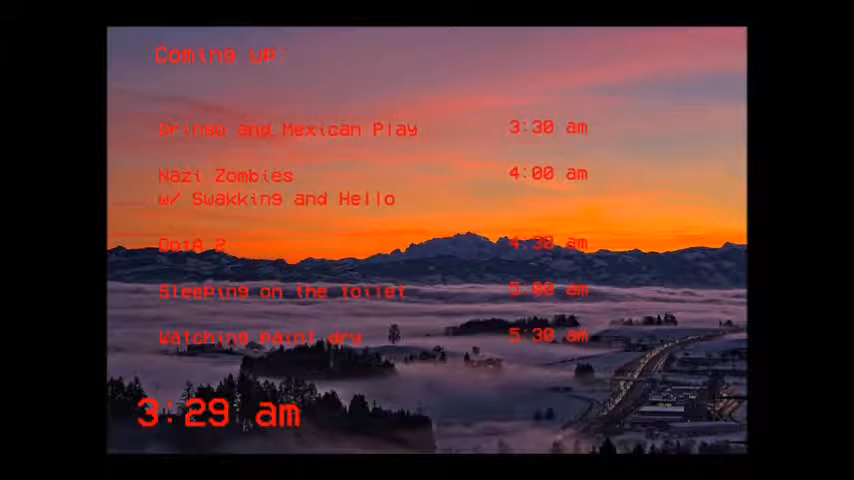 Coming up:
Dringo and Mexican Play 3:30 am
Nazi Zombies 4:00 am
w/ Swakking and Hello
OptA 2 4:30 am
Sleeping on the toilet 5:00 am
Watching paint dry 5:30 am
3:29 am